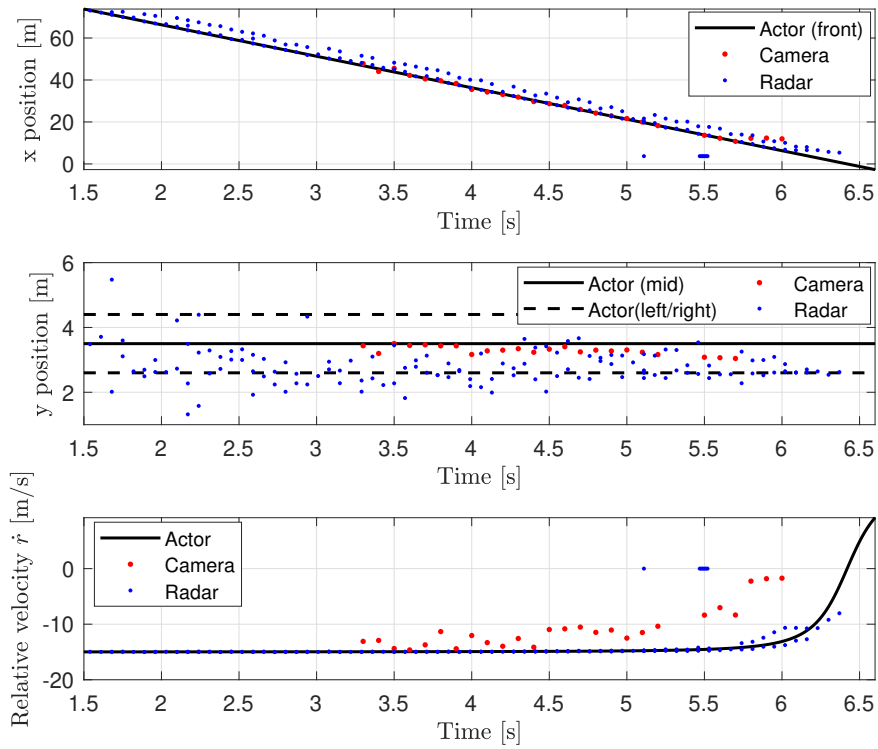 x position [m]
60
40
20
0
Actor (front)
Camera
Radar
1.5 2 2.5 3 3.5 4 4.5 5 5.5 6 6.5
Time [s]
y position [m]
6
4
2
Actor (mid) Camera
Actor(left/right) Radar
1.5 2 2.5 3 3.5 4 4.5 5 5.5 6 6.5
Time [s]
Relative velocity ṙ [m/s]
0
-10
-20
Actor
Camera
Radar
1.5 2 2.5 3 3.5 4 4.5 5 5.5 6 6.5
Time [s]